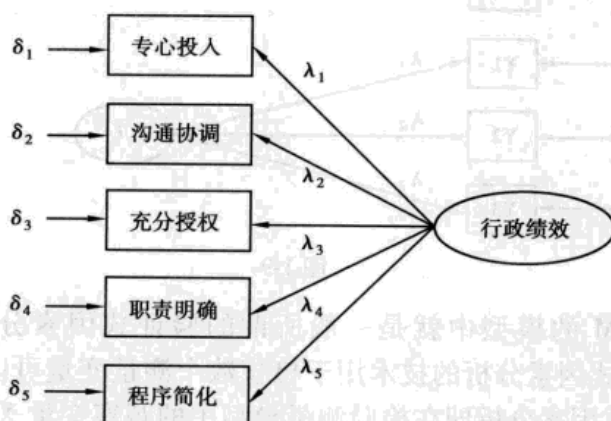 δ₁ 专心投入
λ₁
δ₂ 沟通协调
λ₂
δ₃ 充分授权 行政绩效
λ₃
δ₄ 职责明确
λ₄
λ₅
δ₅ 程序简化